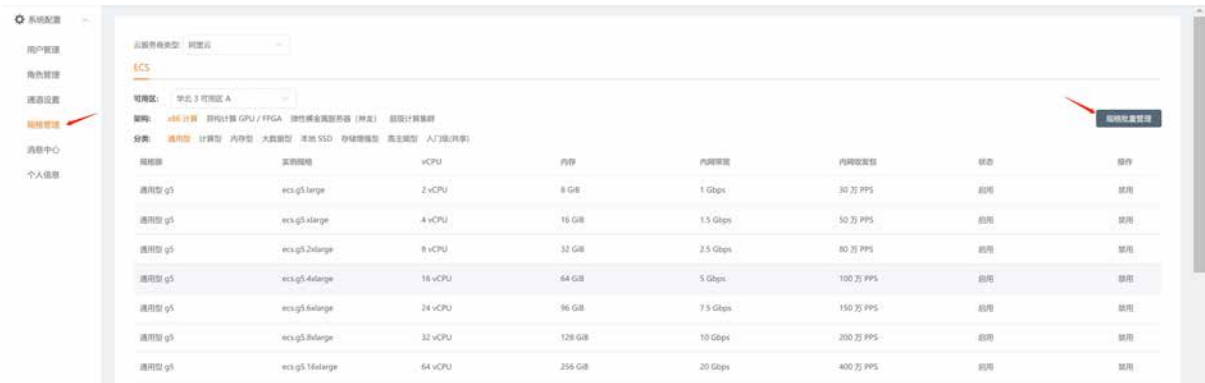 系统配置
用户管理
角色管理
通道设置
规格管理
消息中心
个人信息
云服务商类型 阿里云
ECS
可用区: 华北 3 可用区 A
架构: x86 计算 异构计算 GPU / FPGA 弹性裸金属服务器（神龙） 超级计算集群
规格批量管理
分类: 通用型 计算型 内存型 大数据型 本地 SSD 存储增强型 高主频型 入门级(共享)
规格族 实例规格 vCPU 内存 内网带宽 内网收发包 状态 操作
通用型 g5 ecs.g5.large 2 vCPU 8 GiB 1 Gbps 30 万 PPS 启用 禁用
通用型 g5 ecs.g5.xlarge 4 vCPU 16 GiB 1.5 Gbps 50 万 PPS 启用 禁用
通用型 g5 ecs.g5.2xlarge 8 vCPU 32 GiB 2.5 Gbps 80 万 PPS 启用 禁用
通用型 g5 ecs.g5.4xlarge 16 vCPU 64 GiB 5 Gbps 100 万 PPS 启用 禁用
通用型 g5 ecs.g5.6xlarge 24 vCPU 96 GiB 7.5 Gbps 150 万 PPS 启用 禁用
通用型 g5 ecs.g5.8xlarge 32 vCPU 128 GiB 10 Gbps 200 万 PPS 启用 禁用
通用型 g5 ecs.g5.16xlarge 64 vCPU 256 GiB 20 Gbps 400 万 PPS 启用 禁用